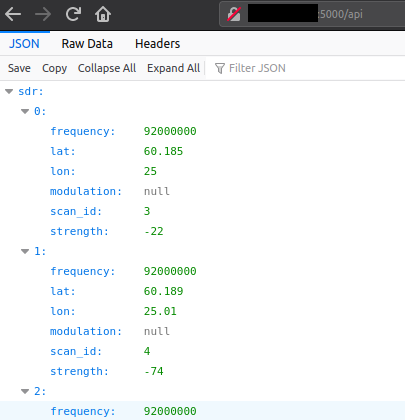 :5000/api
JSON Raw Data Headers
Save Copy Collapse All Expand All Filter JSON
sdr:
0:
frequency: 92000000
lat: 60.185
lon: 25
modulation: null
scan_id: 3
strength: -22
1:
frequency: 92000000
lat: 60.189
lon: 25.01
modulation: null
scan_id: 4
strength: -74
2:
frequency: 92000000